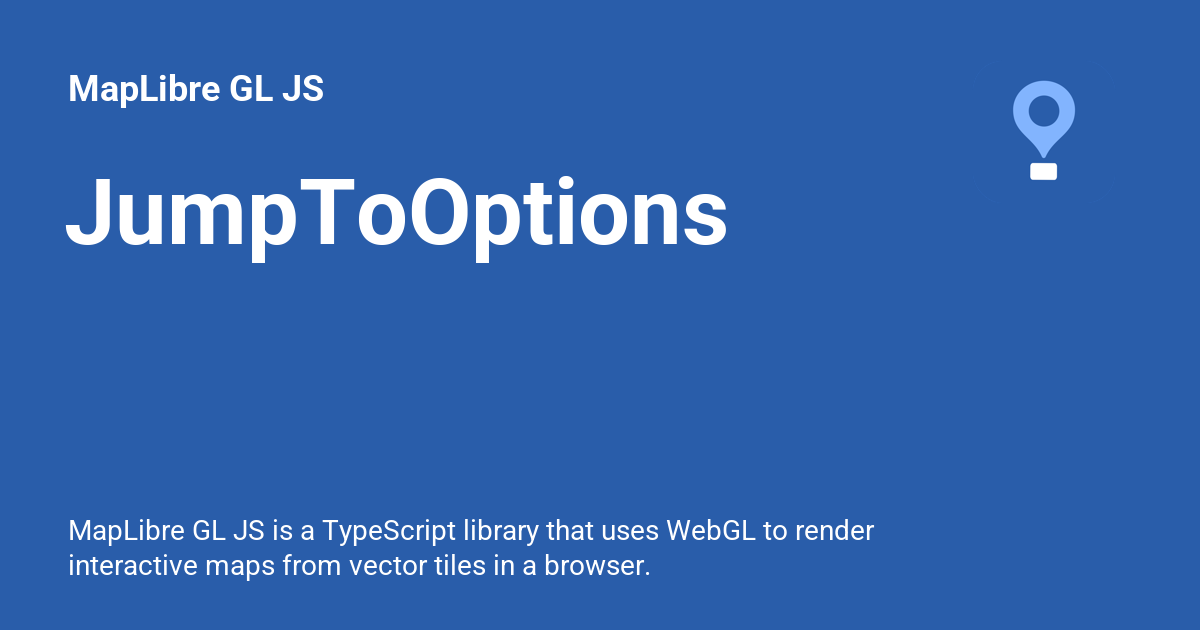 MapLibre GL JS
JumpToOptions
MapLibre GL JS is a TypeScript library that uses WebGL to render
interactive maps from vector tiles in a browser.